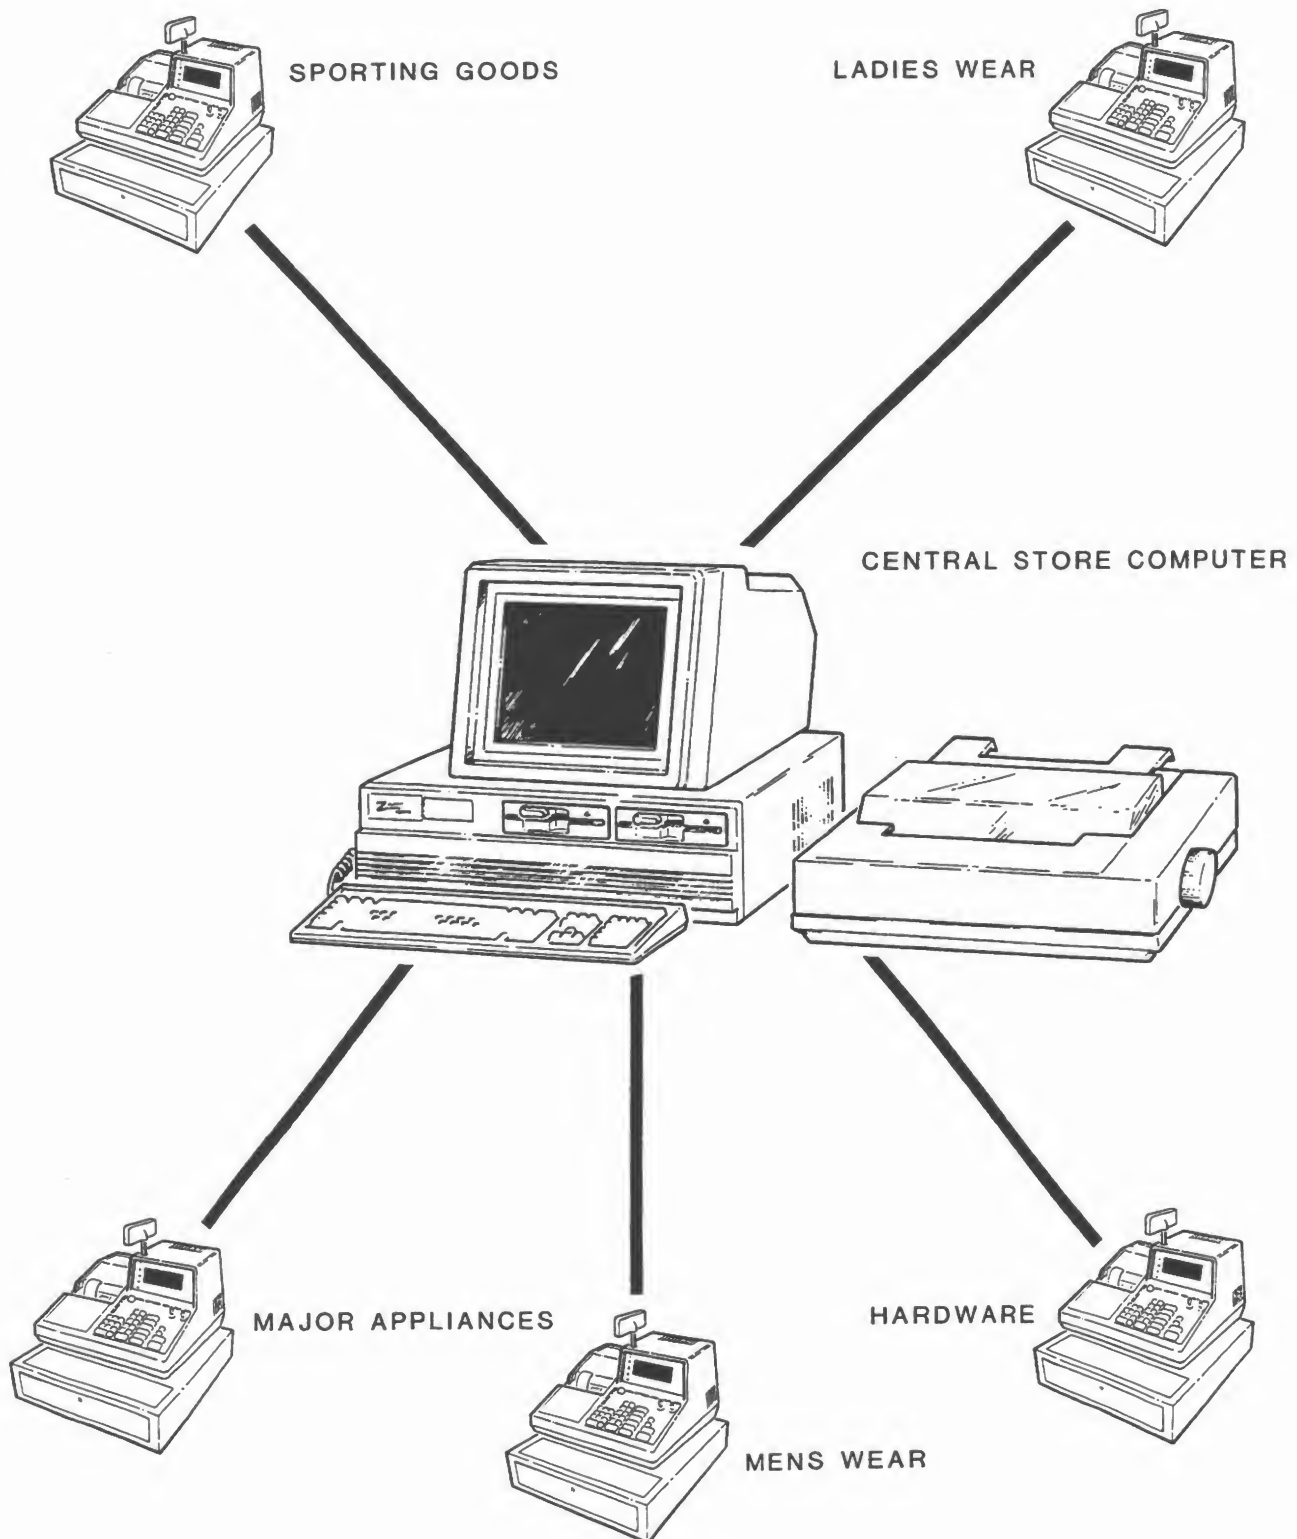 SPORTING GOODS
LADIES WEAR
CENTRAL STORE COMPUTER
MAJOR APPLIANCES
HARDWARE
MENS WEAR